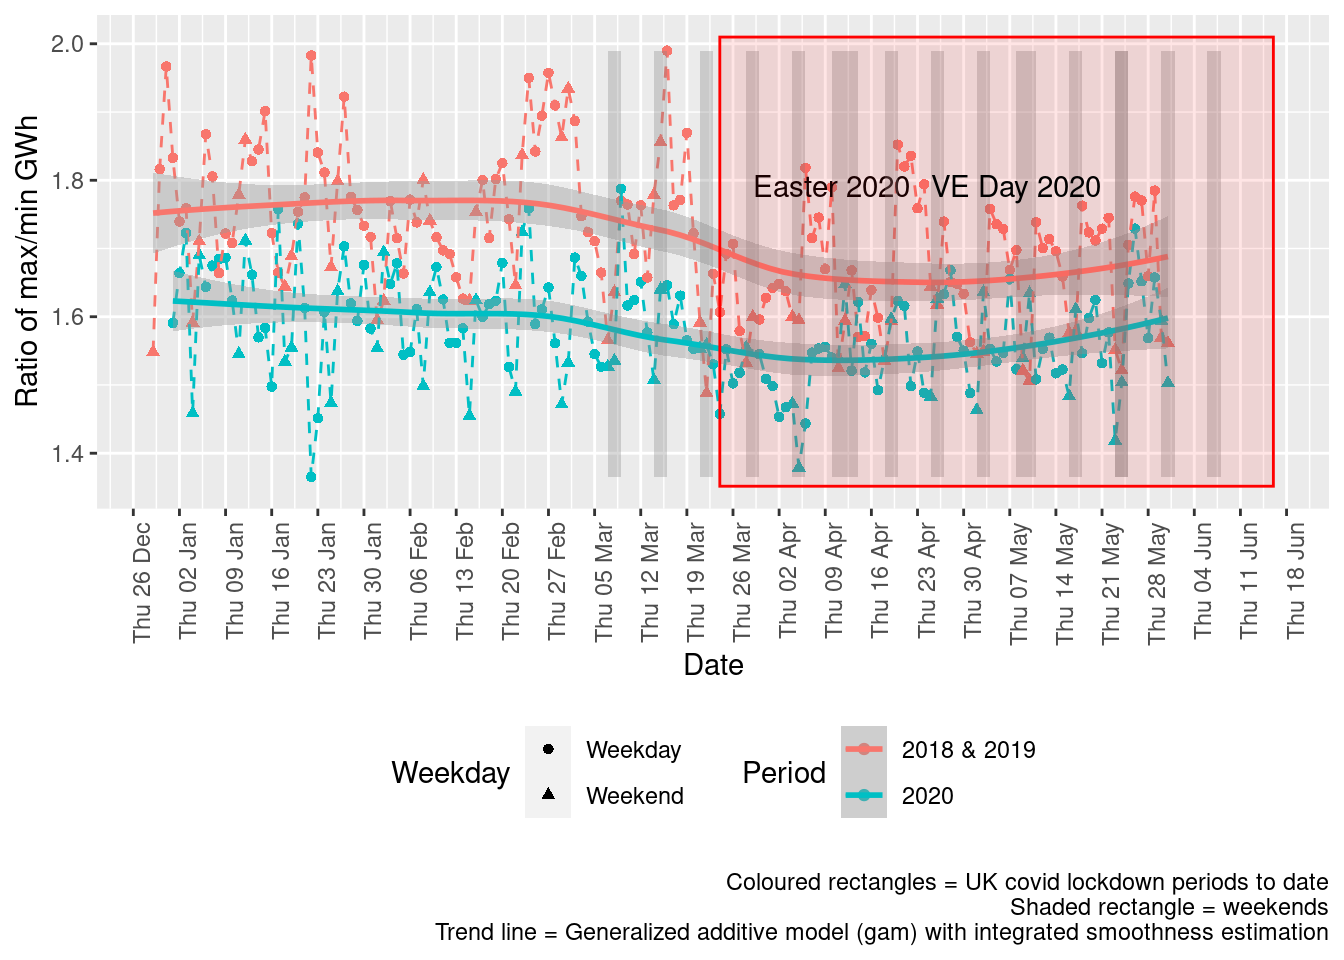 Ratio of max/min GWh
2.0
1.8
1.6
1.4
Easter 2020
VE Day 2020
Thu 26 Dec
Thu 02 Jan
Thu 09 Jan
Thu 16 Jan
Thu 23 Jan
Thu 30 Jan
Thu 06 Feb
Thu 13 Feb
Thu 20 Feb
Thu 27 Feb
Thu 05 Mar
Thu 12 Mar
Thu 19 Mar
Thu 26 Mar
Thu 02 Apr
Thu 09 Apr
Thu 16 Apr
Thu 23 Apr
Thu 30 Apr
Thu 07 May
Thu 14 May
Thu 21 May
Thu 28 May
Thu 04 Jun
Thu 11 Jun
Thu 18 Jun
Date
Weekday
Weekday
Weekend
Period
2018 & 2019
2020
Coloured rectangles = UK covid lockdown periods to date
Shaded rectangle = weekends
Trend line = Generalized additive model (gam) with integrated smoothness estimation